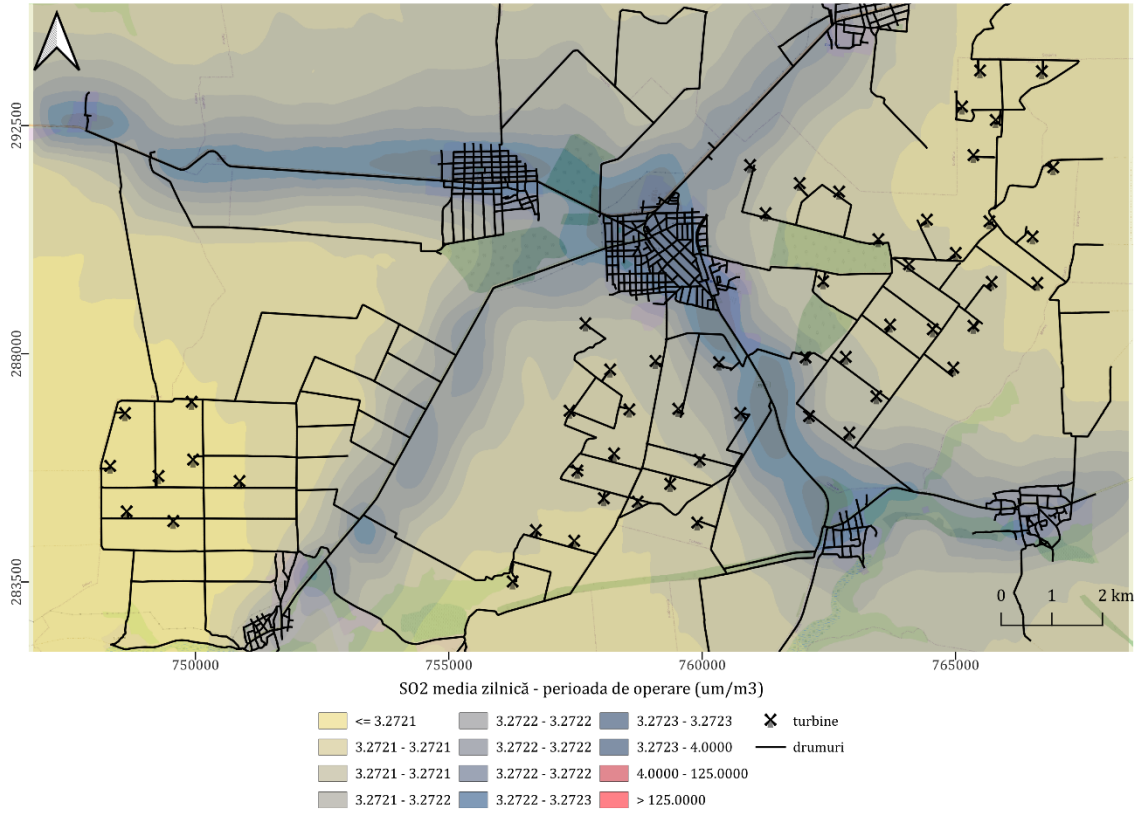 292500
288000
283500
0 1 2 km
750000 755000 760000 765000
SO2 media zilnică - perioada de operare (um/m3)
<= 3.2721 3.2722 - 3.2722 3.2723 - 3.2723 turbine
3.2721 - 3.2721 3.2722 - 3.2722 3.2723 - 4.0000 drumuri
3.2721 - 3.2721 3.2722 - 3.2722 4.0000 - 125.0000
3.2721 - 3.2722 3.2722 - 3.2723 > 125.0000